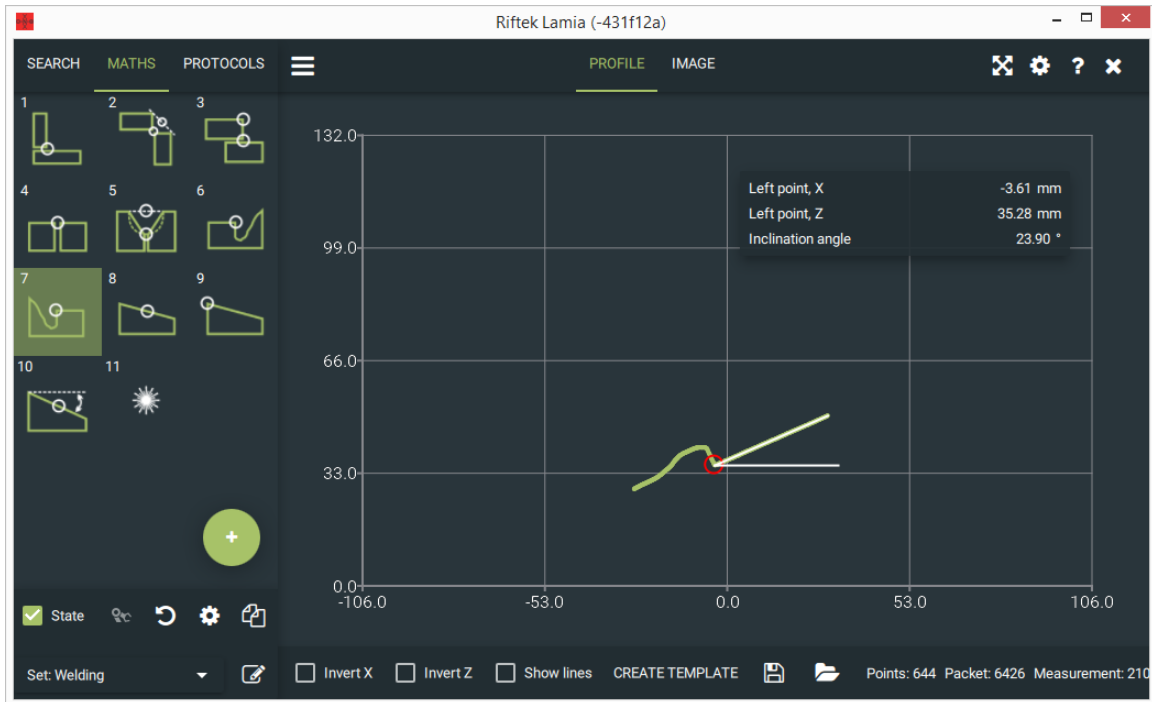 Riftek Lamia (-431f12a)
SEARCH MATHS PROTOCOLS
PROFILE IMAGE
?
1 2 3
4 5 6
7 8 9
10 11
+
State
Set: Welding
132.0
99.0
66.0
33.0
0.0
-106.0 -53.0 0.0 53.0 106.0
Left point, X -3.61 mm
Left point, Z 35.28 mm
Inclination angle 23.90 °
Invert X Invert Z Show lines CREATE TEMPLATE Points: 644 Packet: 6426 Measurement: 210